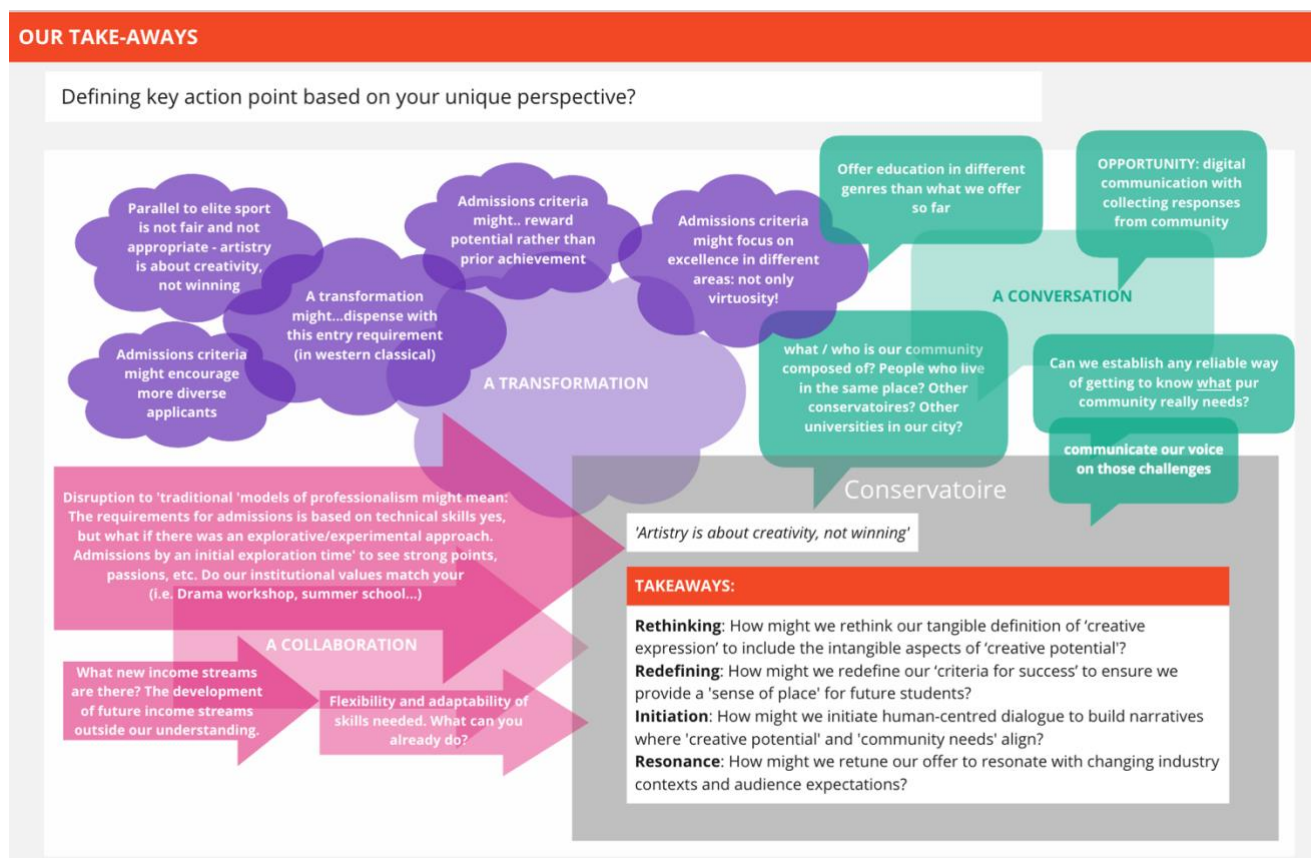 OUR TAKE-AWAYS
Defining key action point based on your unique perspective?
Parallel to elite sport
is not fair and not
appropriate - artistry
is about creativity,
not winning
A transformation
might...dispense with
this entry requirement
(in western classical)
Admissions criteria
might encourage
more diverse
applicants
Admissions criteria
might.. reward
potential rather than
prior achievement
Admissions criteria
might focus on
excellence in different
areas: not only
virtuosity!
A TRANSFORMATION
Offer education in different
genres than what we offer
so far
OPPORTUNITY: digital
communication with
collecting responses
from community
A CONVERSATION
what / who is our community
composed of? People who live
in the same place? Other
conservatoires? Other
universities in our city?
Can we establish any reliable way
of getting to know what pur
community really needs?
communicate our voice
on those challenges
Disruption to 'traditional 'models of professionalism might mean:
The requirements for admissions is based on technical skills yes,
but what if there was an explorative/experimental approach.
Admissions by an initial exploration time' to see strong points,
passions, etc. Do our institutional values match your
(i.e. Drama workshop, summer school...)
A COLLABORATION
What new income streams
are there? The development
of future income streams
outside our understanding.
Flexibility and adaptability of
skills needed. What can you
already do?
Conservatoire
'Artistry is about creativity, not winning'
TAKEAWAYS:
Rethinking: How might we rethink our tangible definition of ‘creative
expression’ to include the intangible aspects of ‘creative potential'?
Redefining: How might we redefine our ‘criteria for success’ to ensure we
provide a 'sense of place' for future students?
Initiation: How might we initiate human-centred dialogue to build narratives
where 'creative potential' and 'community needs' align?
Resonance: How might we retune our offer to resonate with changing industry
contexts and audience expectations?